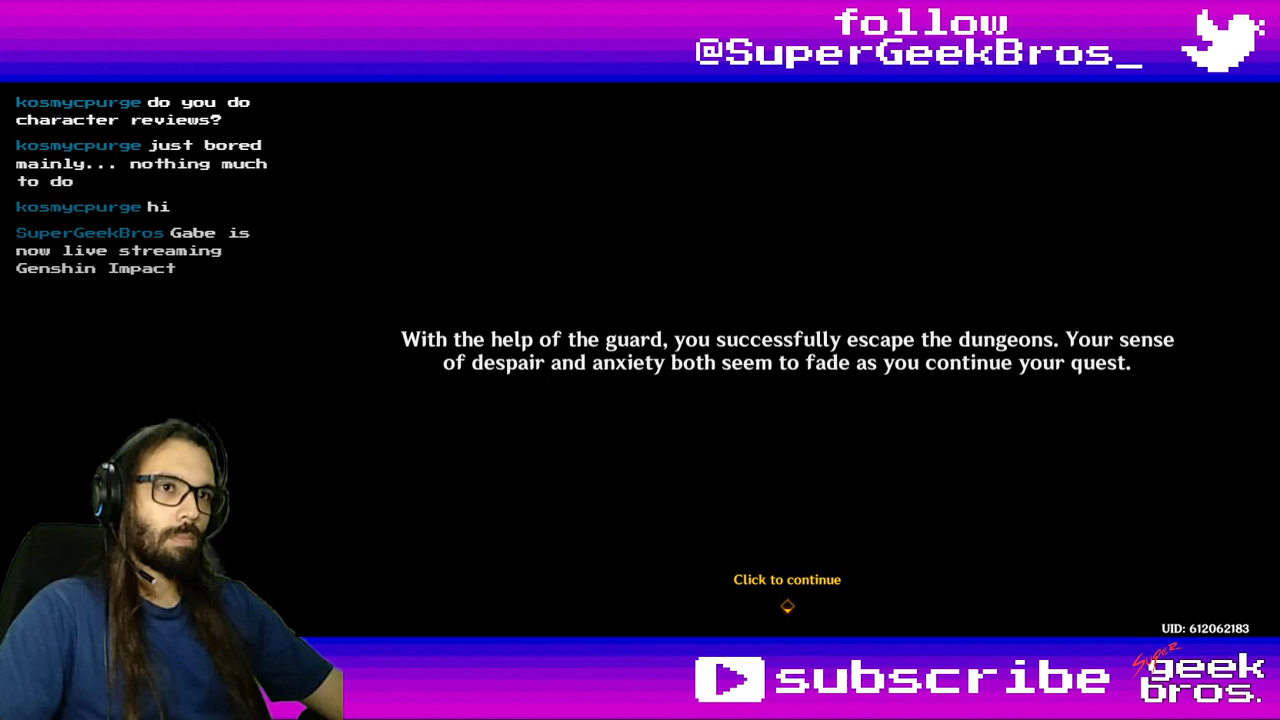 follow
@SuperGeekBros_
kosmycpurge do you do
character reviews?
kosmycpurge just bored
mainly... nothing much
to do
kosmycpurge hi
SuperGeekBros Gabe is
now live streaming
Genshin Impact
With the help of the guard, you successfully escape the dungeons. Your sense
of despair and anxiety both seem to fade as you continue your quest.
Click to continue
UID: 612062183
subscribe
SUPER
geek
bros.